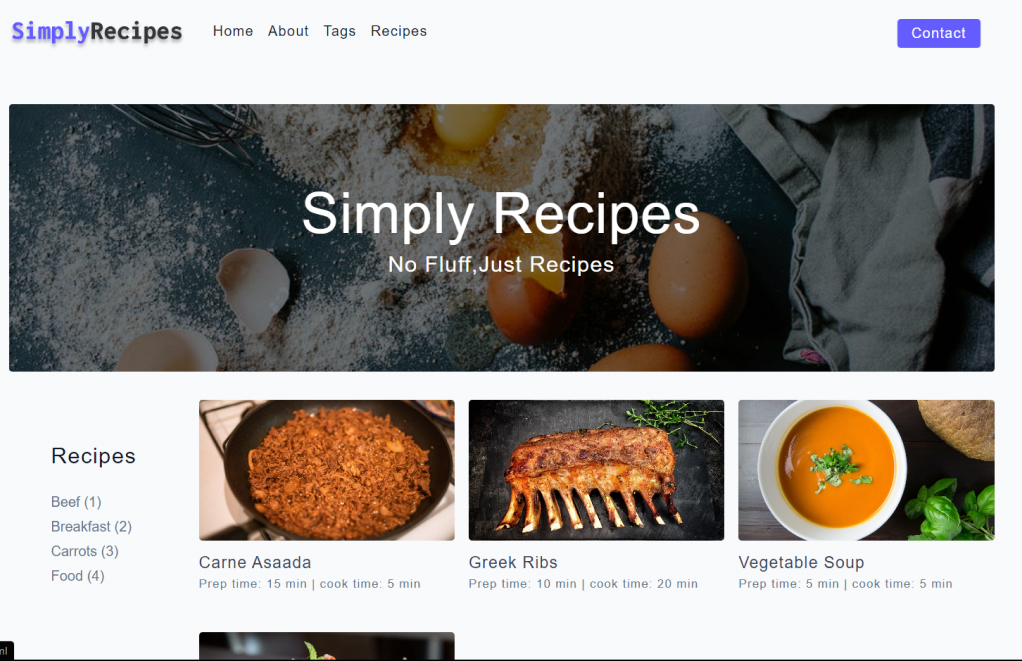 SimplyRecipes Home About Tags Recipes Contact
Simply Recipes
No Fluff,Just Recipes
Recipes
Beef (1)
Breakfast (2)
Carrots (3)
Food (4)
Carne Asaada
Prep time: 15 min | cook time: 5 min
Greek Ribs
Prep time: 10 min | cook time: 20 min
Vegetable Soup
Prep time: 5 min | cook time: 5 min